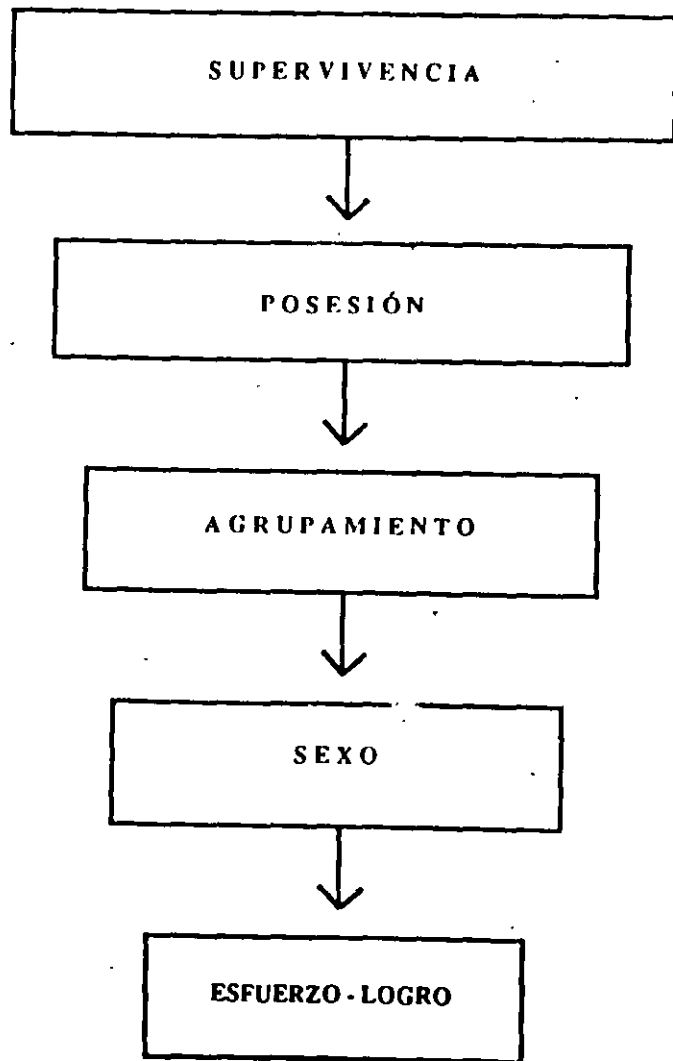 SUPERVIVENCIA
POSESIÓN
AGRUPAMIENTO
SEXO
ESFUERZO - LOGRO